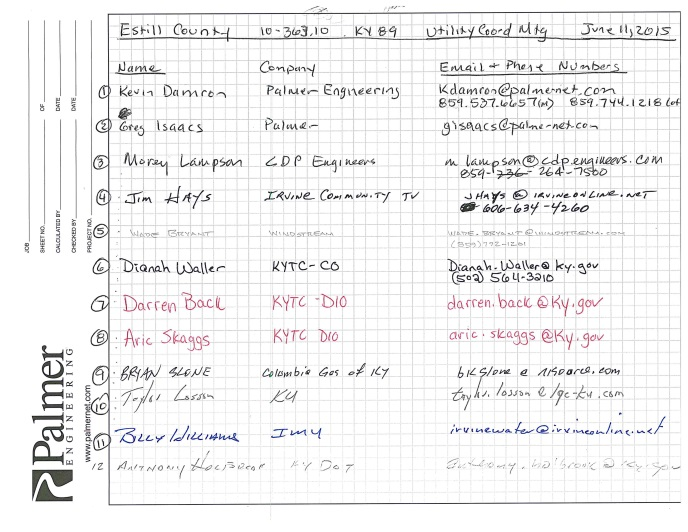 Estill County 10-363.10 KY 89 Utility Coord Mtg June 11, 2015
Name Company Email + Phone Numbers
1 Kevin Damron Palmer Engineering Kdamron@palmernet.com
859.537.6657(m) 859.744.1218 (of
2 Greg Isaacs Palmer gisaacs@palmernet.com
3 Morey Lampson CDP Engineers mlampson@cdpengineers.com
859- 264-7500
4 Jim HAYS IRVINE COMMUNITY TV JHAYS@IRVINEONLINE.NET
606-634-4260
5 WADE BRYANT WINDSTREAM WADE.BRYANT@WINDSTREAM.COM
(859)772-1201
6 Dianah Waller KYTC-CO Dianah.Waller@ky.gov
(502) 564-3210
7 Darren Back KYTC-D10 darren.back@Ky.gov
8 Aric Skaggs KYTC D10 aric.skaggs@Ky.gov
9 BRIAN SLONE Columbia Gas of KY bkslone@nisource.com
10 Taylor Losson KU taylor.losson@lge-ku.com
11 Billy Williams IMU irvinewater@irvineonline.net
12 ANTHONY HOLBROOK KY DOT Anthony.Holbrook@ky.gov
JOB
SHEET NO. OF
CALCULATED BY DATE
CHECKED BY DATE
PROJECT NO.
Palmer
ENGINEERING
www.palmernet.com